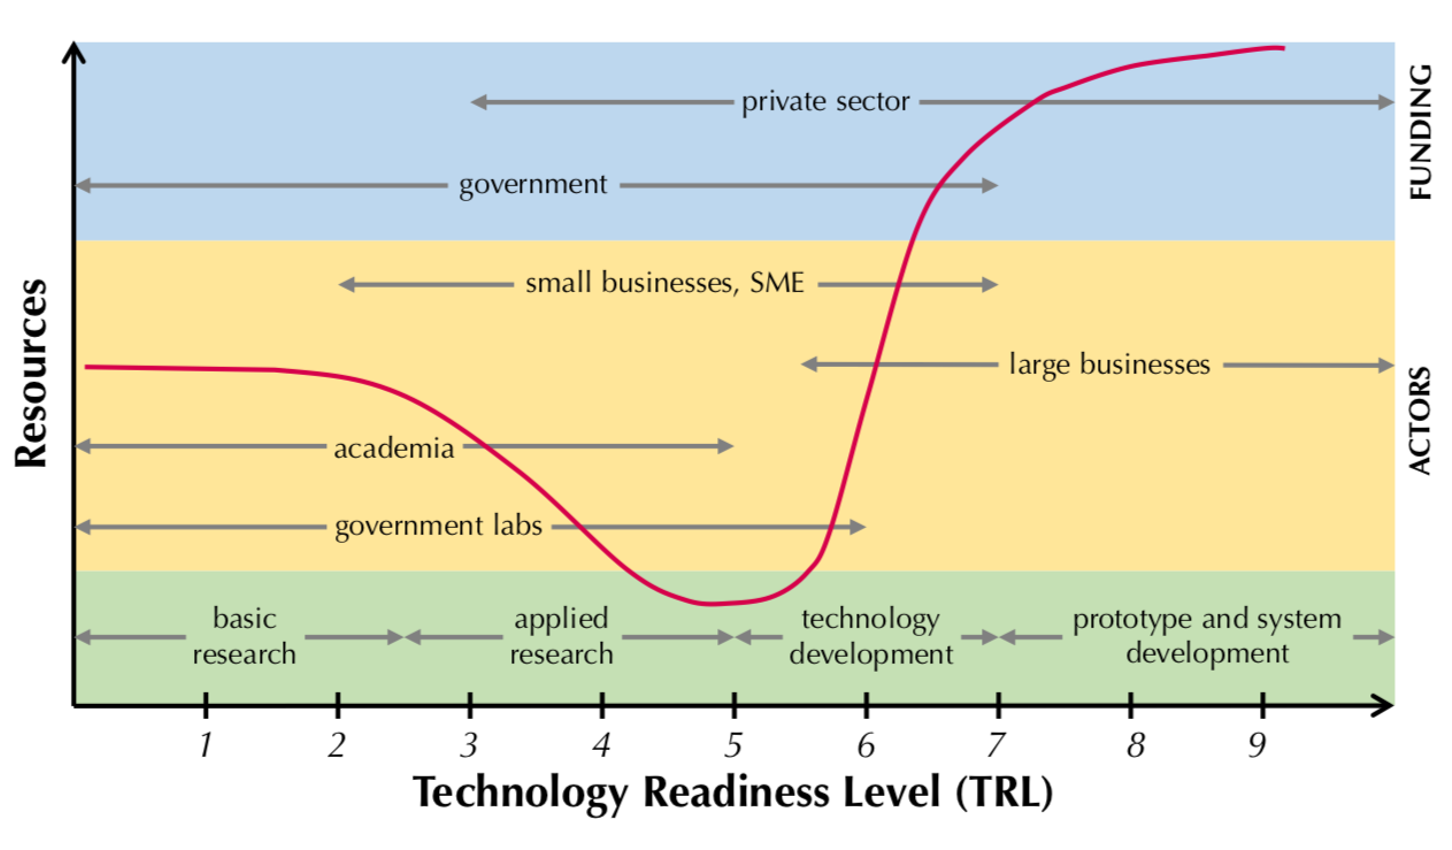 private sector
government
FUNDING
small businesses, SME
large businesses
academia
government labs
ACTORS
Resources
basic
research
applied
research
technology
development
prototype and system
development
1 2 3 4 5 6 7 8 9
Technology Readiness Level (TRL)